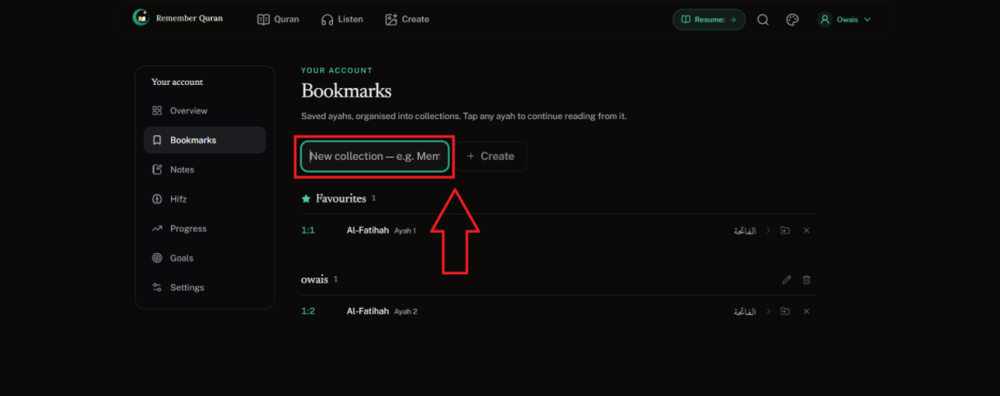 Remember Quran
Quran
Listen
Create
Resume: →
Owais
Your account
Overview
Bookmarks
Notes
Hifz
Progress
Goals
Settings
YOUR ACCOUNT
Bookmarks
Saved ayahs, organised into collections. Tap any ayah to continue reading from it.
New collection — e.g. Mem
+ Create
Favourites 1
1:1 Al-Fatihah Ayah 1 الفاتحة
owais 1
1:2 Al-Fatihah Ayah 2 الفاتحة